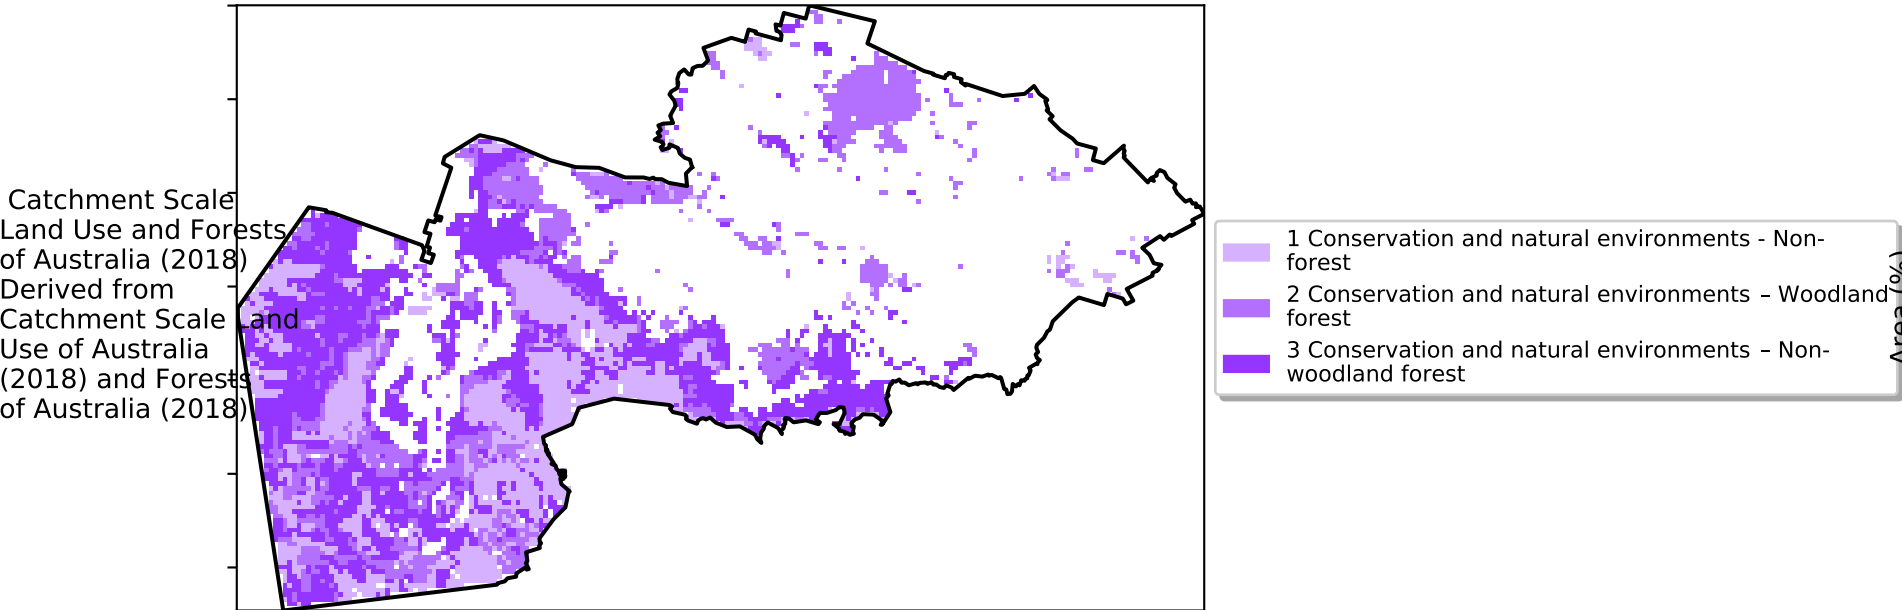 Catchment Scale
Land Use and Forests
of Australia (2018)
Derived from
Catchment Scale Land
Use of Australia
(2018) and Forests
of Australia (2018)
1 Conservation and natural environments - Non-
forest
2 Conservation and natural environments – Woodland
forest
3 Conservation and natural environments – Non-
woodland forest